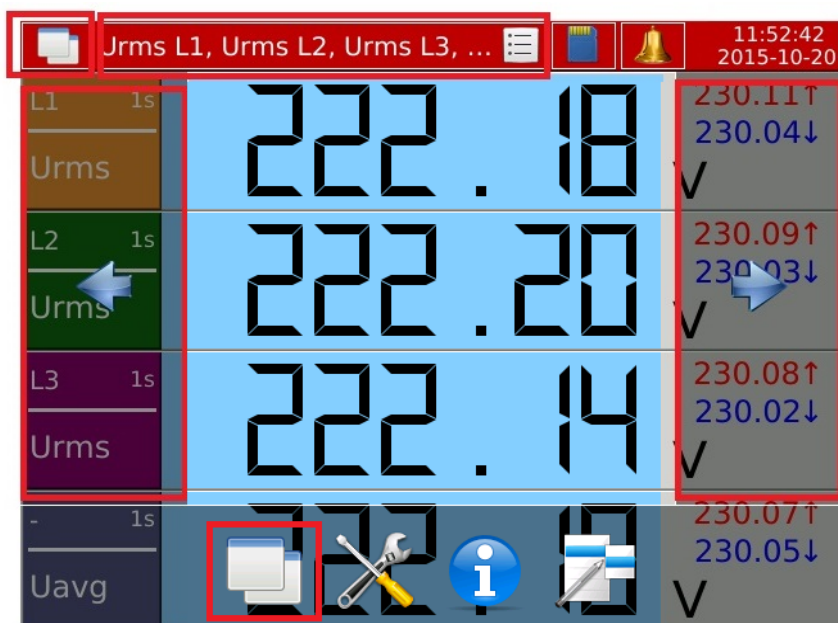 Urms L1, Urms L2, Urms L3, ...
11:52:42
2015-10-20
L1 1s
Urms
222.18
230.11↑
230.04↓
V
L2 1s
Urms
222.20
230.09↑
230.03↓
V
L3 1s
Urms
222.14
230.08↑
230.02↓
V
- 1s
Uavg
230.07↑
230.05↓
V